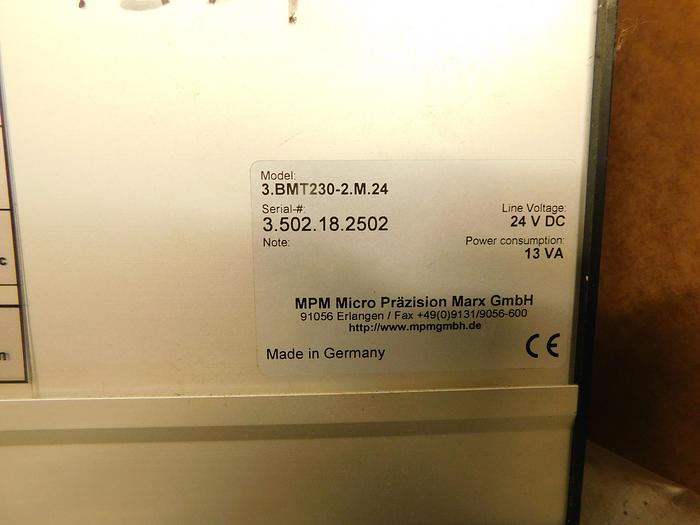 Model:
3.BMT230-2.M.24
Serial-#:
3.502.18.2502
Note:
Line Voltage:
24 V DC
Power consumption:
13 VA
MPM Micro Präzision Marx GmbH
91056 Erlangen / Fax +49(0)9131/9056-600
http://www.mpmgmbh.de
Made in Germany
CE
c
n